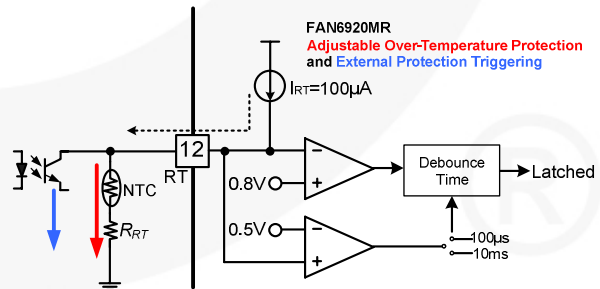 FAN6920MR
Adjustable Over-Temperature Protection
and External Protection Triggering
IRT=100µA
12
RT
NTC
RRT
0.8V
0.5V
−
+
−
+
Debounce
Time
Latched
100µs
10ms
®